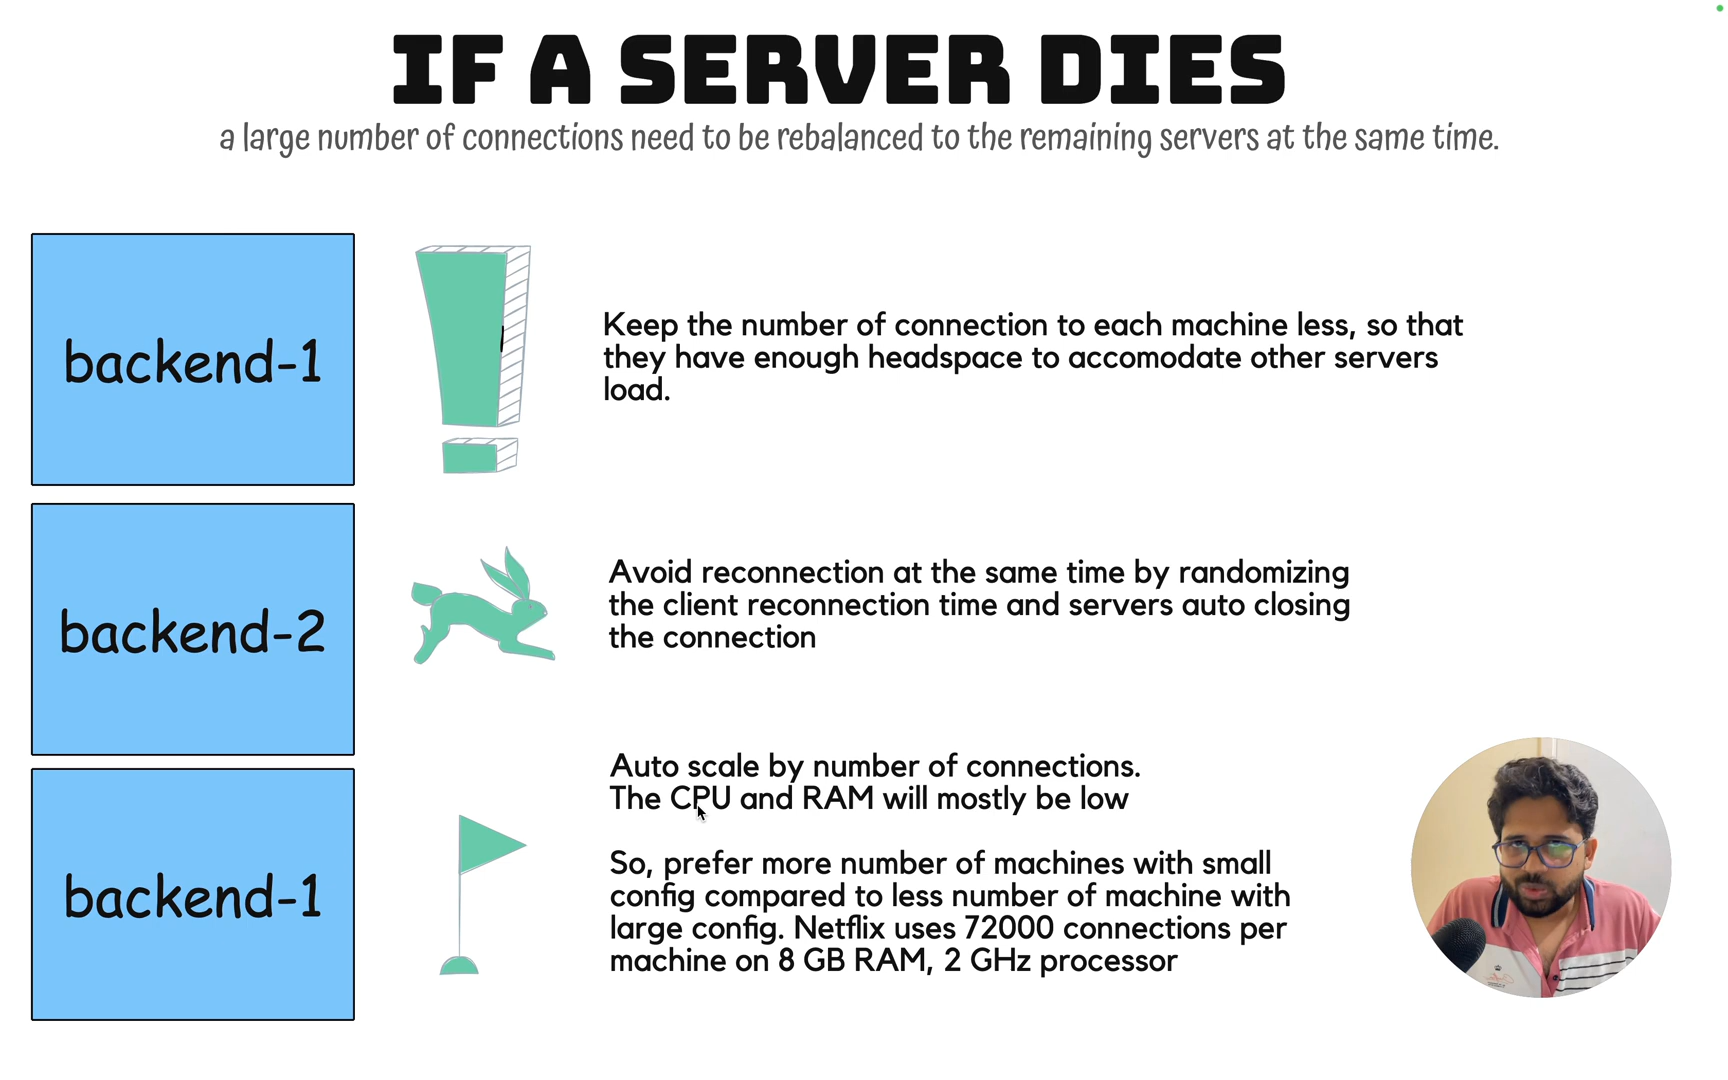 IF A SERVER DIES
a large number of connections need to be rebalanced to the remaining servers at the same time.
backend-1
Keep the number of connection to each machine less, so that
they have enough headspace to accomodate other servers
load.
backend-2
Avoid reconnection at the same time by randomizing
the client reconnection time and servers auto closing
the connection
backend-1
Auto scale by number of connections.
The CPU and RAM will mostly be low
So, prefer more number of machines with small
config compared to less number of machine with
large config. Netflix uses 72000 connections per
machine on 8 GB RAM, 2 GHz processor